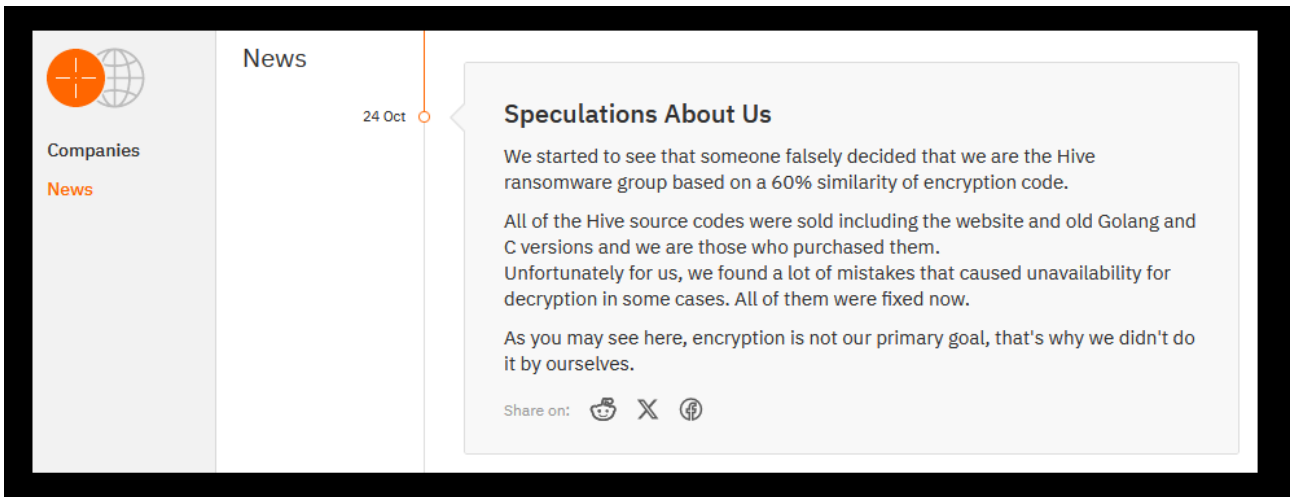 News
24 Oct
Companies
News
Speculations About Us
We started to see that someone falsely decided that we are the Hive
ransomware group based on a 60% similarity of encryption code.
All of the Hive source codes were sold including the website and old Golang and
C versions and we are those who purchased them.
Unfortunately for us, we found a lot of mistakes that caused unavailability for
decryption in some cases. All of them were fixed now.
As you may see here, encryption is not our primary goal, that's why we didn't do
it by ourselves.
Share on: